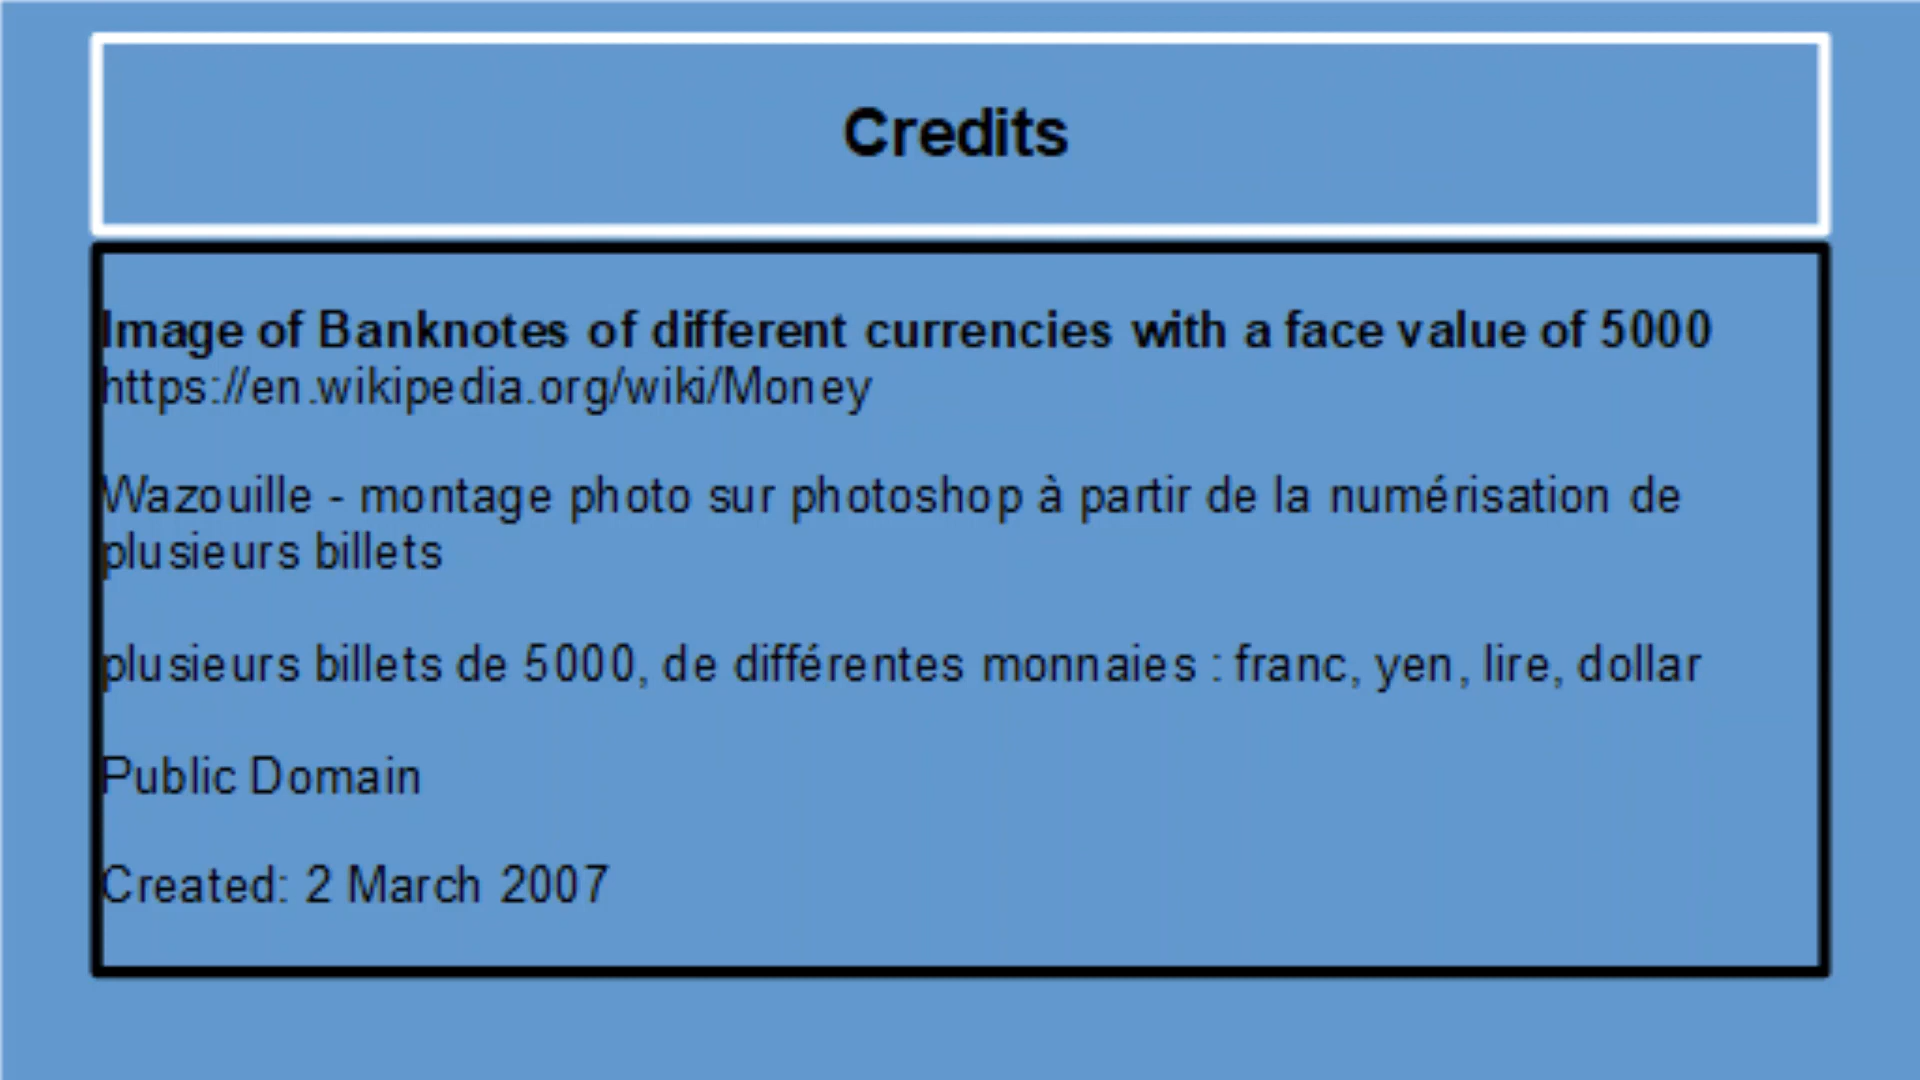 Credits
Image of Banknotes of different currencies with a face value of 5000
https://en.wikipedia.org/wiki/Money
Wazouille - montage photo sur photoshop à partir de la numérisation de
plusieurs billets
plusieurs billets de 5000, de différentes monnaies : franc, yen, lire, dollar
Public Domain
Created: 2 March 2007